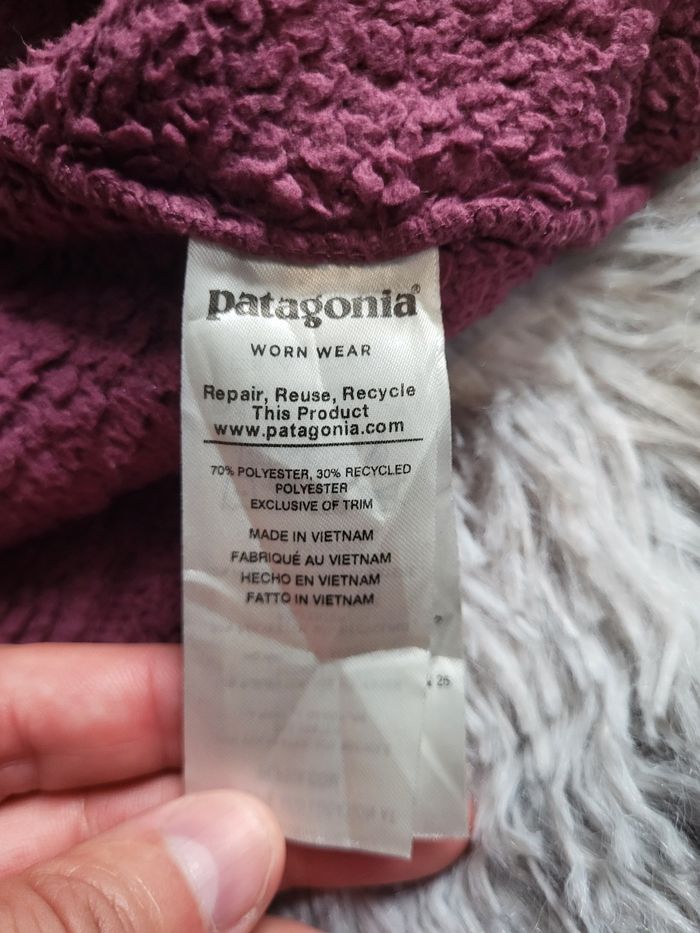 patagonia®
WORN WEAR
Repair, Reuse, Recycle
This Product
www.patagonia.com
70% POLYESTER, 30% RECYCLED
POLYESTER
EXCLUSIVE OF TRIM
MADE IN VIETNAM
FABRIQUÉ AU VIETNAM
HECHO EN VIETNAM
FATTO IN VIETNAM
25